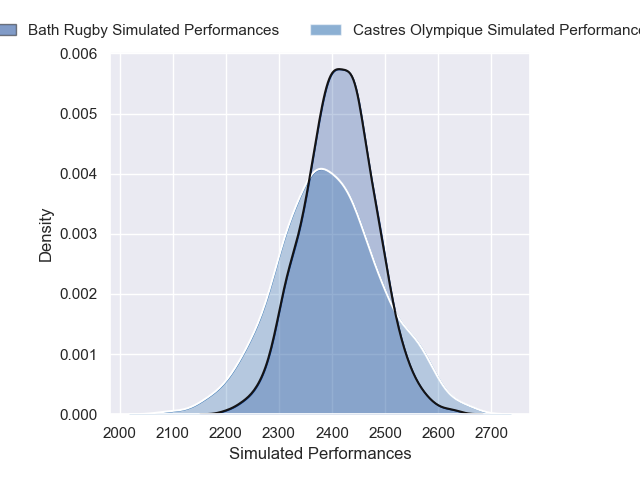 Bath Rugby Simulated Performances
Castres Olympique Simulated Performance
0.006
0.005
0.004
0.003
0.002
0.001
0.000
Density
2000 2100 2200 2300 2400 2500 2600 2700
Simulated Performances